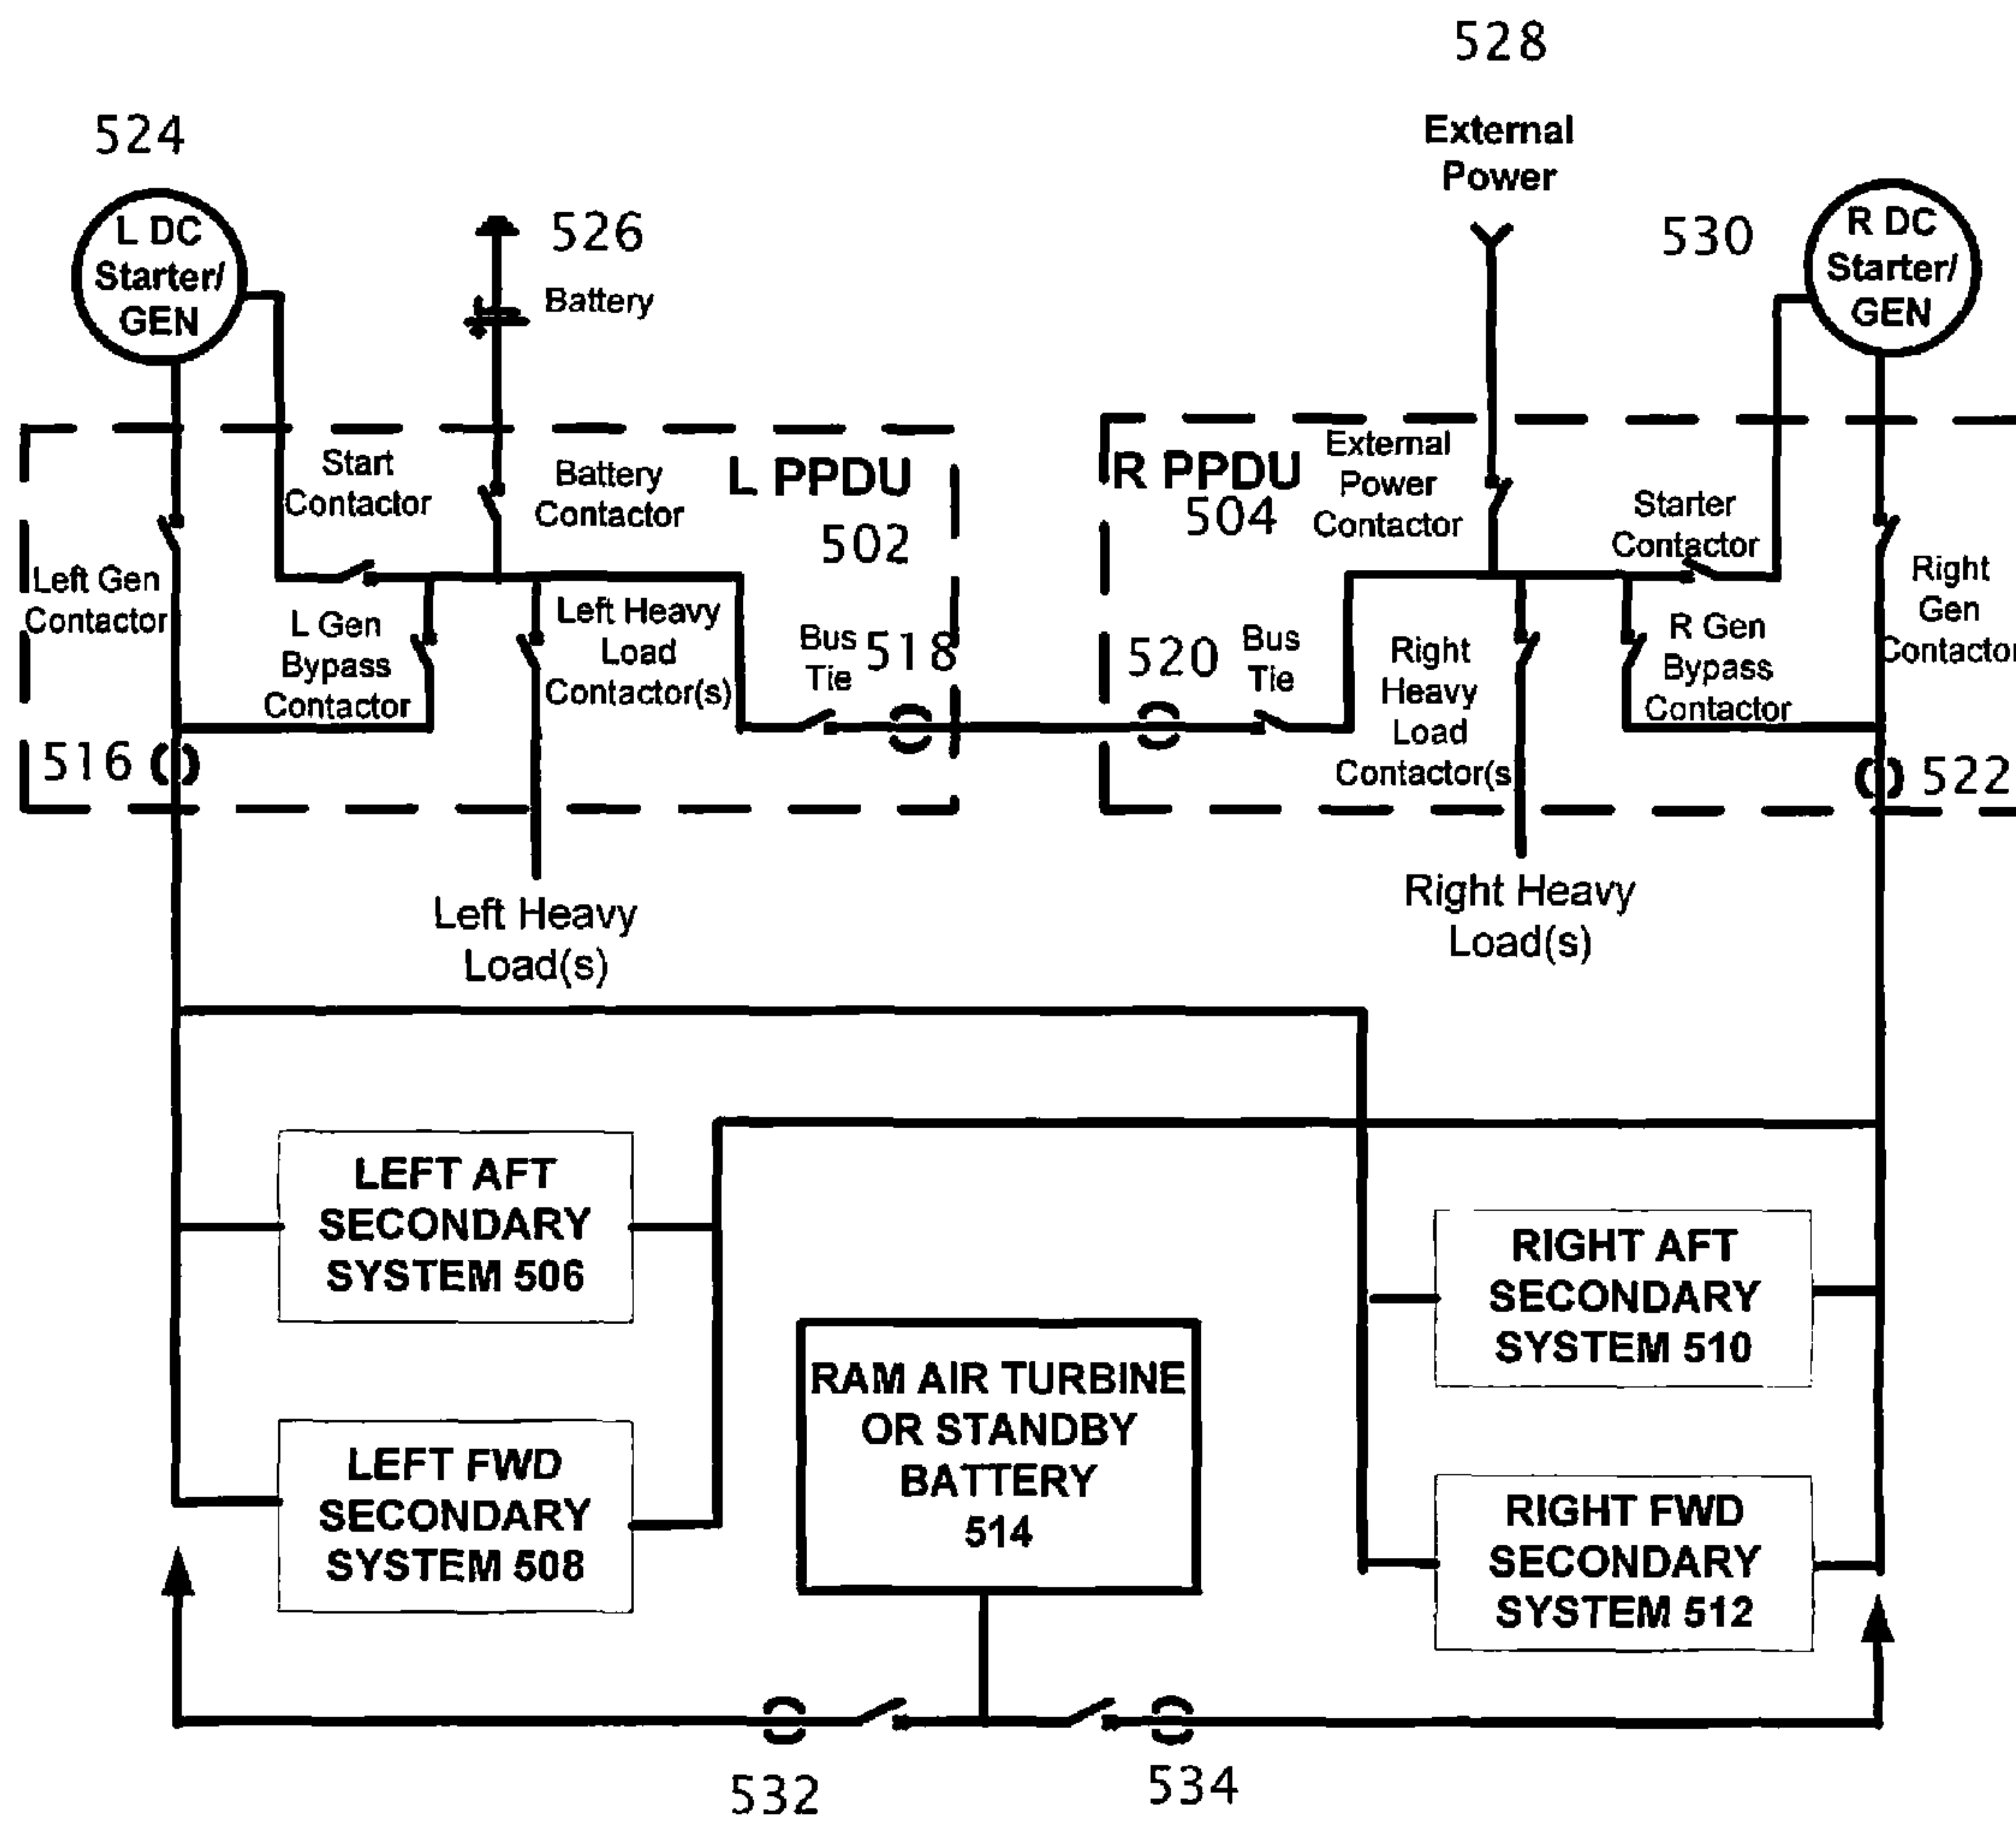 528
External
Power
524
L DC
Starter/
GEN
526
Battery
530
R DC
Starter/
GEN
Start
Contactor
Battery
Contactor
L PPDU
502
Left Gen
Contactor
L Gen
Bypass
Contactor
Left Heavy
Load
Contactor(s)
Bus
Tie
518
516
Left Heavy
Load(s)
R PPDU
504
External
Power
Contactor
Starter
Contactor
Right
Gen
Contactor
520
Bus
Tie
Right
Heavy
Load
Contactor(s
R Gen
Bypass
Contactor
522
Right Heavy
Load(s)
LEFT AFT
SECONDARY
SYSTEM 506
LEFT FWD
SECONDARY
SYSTEM 508
RAM AIR TURBINE
OR STANDBY
BATTERY
514
RIGHT AFT
SECONDARY
SYSTEM 510
RIGHT FWD
SECONDARY
SYSTEM 512
532
534